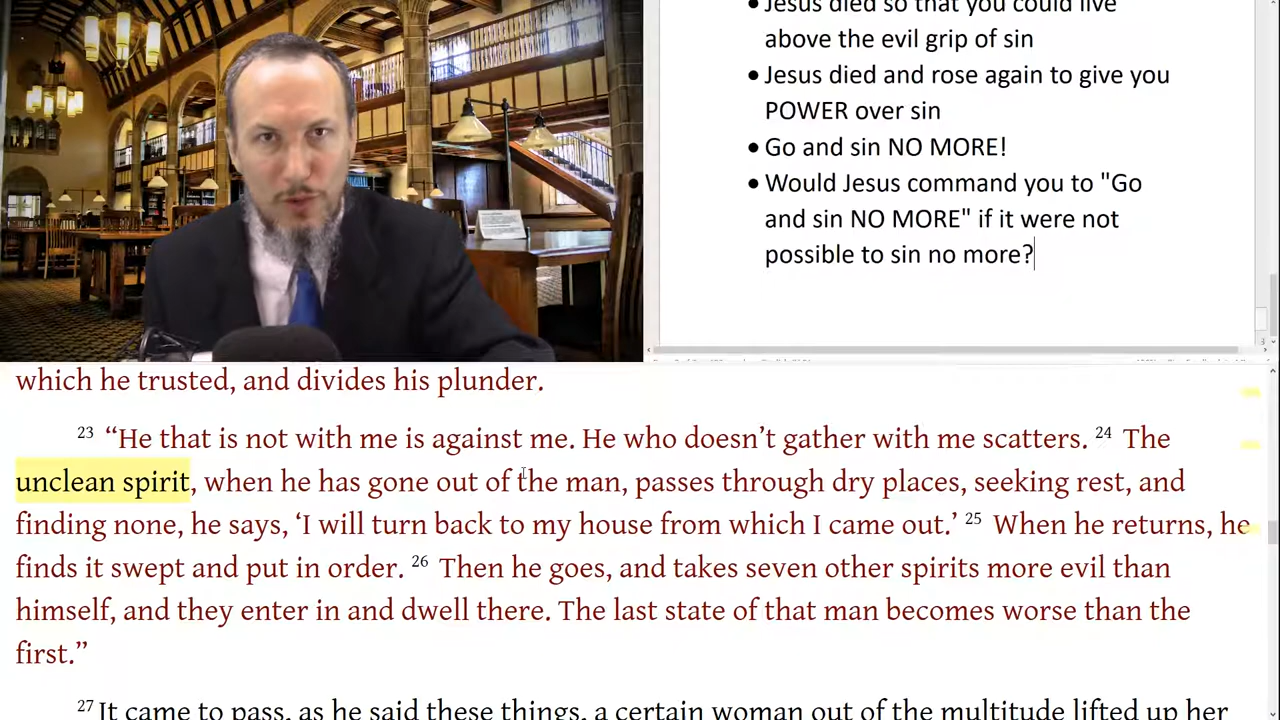 Jesus died so that you could live
above the evil grip of sin
• Jesus died and rose again to give you
POWER over sin
• Go and sin NO MORE!
• Would Jesus command you to "Go
and sin NO MORE" if it were not
possible to sin no more?
which he trusted, and divides his plunder.
23 “He that is not with me is against me. He who doesn’t gather with me scatters. 24 The
unclean spirit, when he has gone out of the man, passes through dry places, seeking rest, and
finding none, he says, ‘I will turn back to my house from which I came out.’ 25 When he returns, he
finds it swept and put in order. 26 Then he goes, and takes seven other spirits more evil than
himself, and they enter in and dwell there. The last state of that man becomes worse than the
first.”
27 It came to pass, as he said these things, a certain woman out of the multitude lifted up her